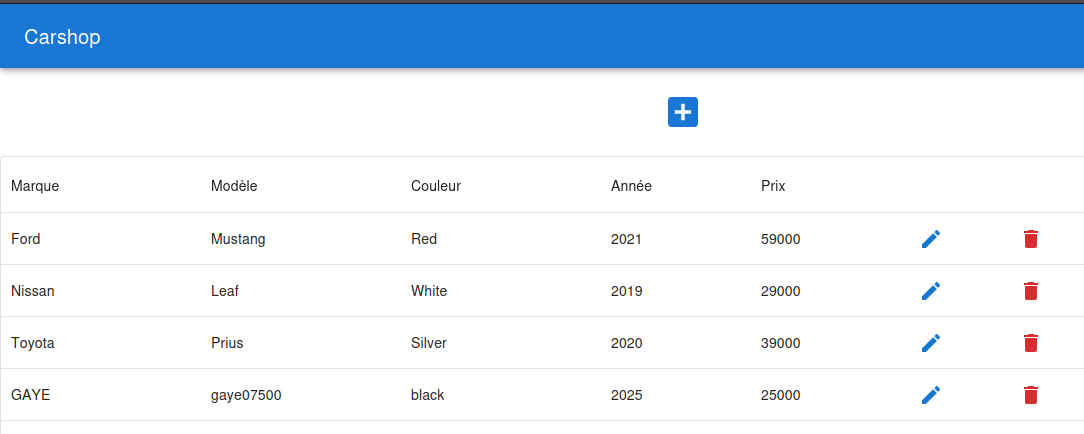 Carshop
Marque Modèle Couleur Année Prix
Ford Mustang Red 2021 59000
Nissan Leaf White 2019 29000
Toyota Prius Silver 2020 39000
GAYE gaye07500 black 2025 25000